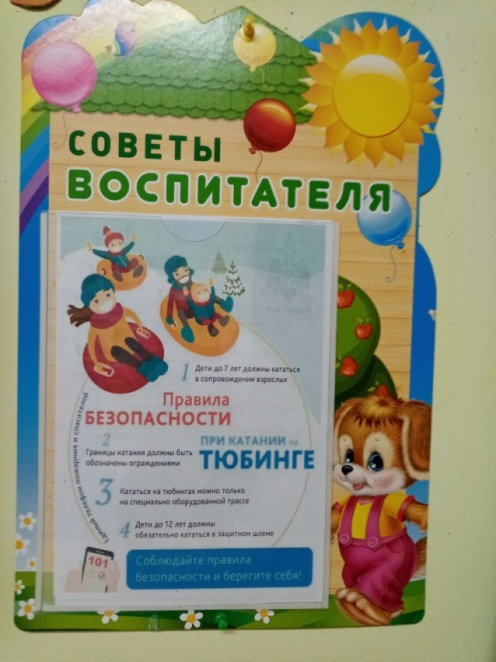 СОВЕТЫ
ВОСПИТАТЕЛЯ
1 Дети до 7 лет должны кататься
в сопровождении взрослых
Правила
БЕЗОПАСНОСТИ
ПРИ КАТАНИИ на
ТЮБИНГЕ
2
Границы катания должны быть
обозначены ограждениями
3 Кататься на тюбингах можно только
на специально оборудованной трассе
4 Дети до 12 лет должны
обязательно кататься в защитном шлеме
Единый телефон пожарных и спасателей
101
Соблюдайте правила
безопасности и берегите себя!